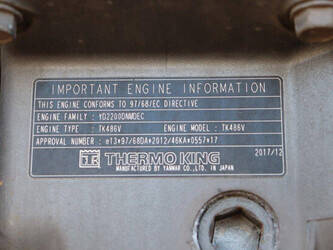 IMPORTANT ENGINE INFORMATION
THIS ENGINE CONFORMS TO 97/68/EC DIRECTIVE
ENGINE FAMILY : YD2200DNWDEC
ENGINE TYPE : TK486V ENGINE MODEL : TK486V
APPROVAL NUMBER : e13*97/68DA*2012/46KA*0557*17
THERMO KING 2017/12
MANUFACTURED BY YANMAR CO.,LTD. IN JAPAN